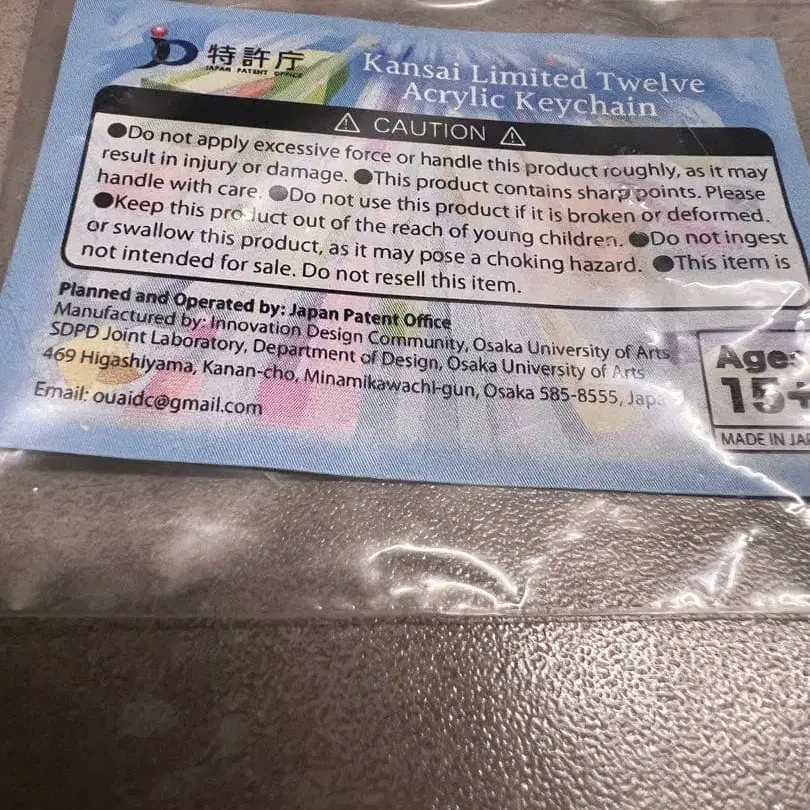 特許庁
JAPAN PATENT OFFICE
Kansai Limited Twelve
Acrylic Keychain
⚠ CAUTION ⚠
●Do not apply excessive force or handle this product roughly, as it may
result in injury or damage. ●This product contains sharp points. Please
handle with care. ●Do not use this product if it is broken or deformed.
●Keep this product out of the reach of young children. ●Do not ingest
or swallow this product, as it may pose a choking hazard. ●This item is
not intended for sale. Do not resell this item.
Planned and Operated by: Japan Patent Office
Manufactured by: Innovation Design Community, Osaka University of Arts
SDPD Joint Laboratory, Department of Design, Osaka University of Arts
469 Higashiyama, Kanan-cho, Minamikawachi-gun, Osaka 585-8555, Japa
Email: ouaidc@gmail.com
Ages
15+
MADE IN JAP